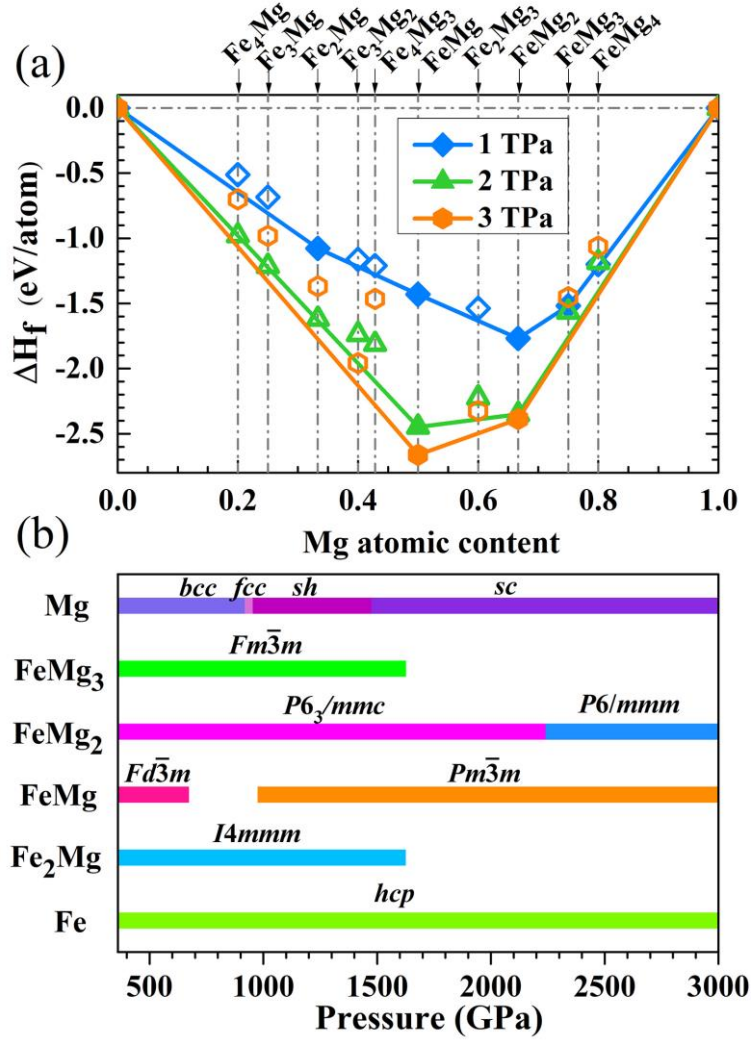 (a)
Fe₄Mg Fe₃Mg Fe₂Mg Fe₃Mg₂ Fe₄Mg₃ FeMg Fe₂Mg₃ FeMg₂ FeMg₃ FeMg₄
0.0
-0.5
-1.0
-1.5
-2.0
-2.5
ΔH_f (eV/atom)
1 TPa
2 TPa
3 TPa
0.0 0.2 0.4 0.6 0.8 1.0
Mg atomic content
(b)
bcc fcc sh sc
Mg
Fm3̅m
FeMg₃
P6₃/mmc P6/mmm
FeMg₂
Fd3̅m Pm3̅m
FeMg
I4mmm
Fe₂Mg
hcp
Fe
500 1000 1500 2000 2500 3000
Pressure (GPa)